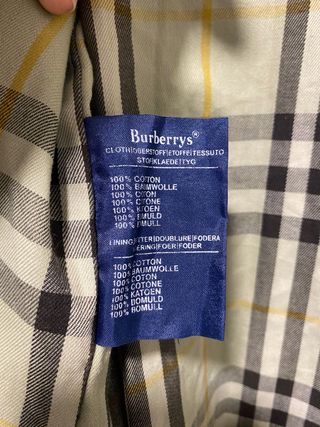 Burberrys®
CLOTH|OBERSTOFF|ETOFFE|TESSUTO
STOF|KLAEDE|TYG
100% COTTON
100% BAUMWOLLE
100% COTON
100% COTONE
100% KATOEN
100% BOMULD
100% BOMULL
LINING|FUTTER|DOUBLURE|FODERA
VOERING|FOER|FODER
100% COTTON
100% BAUMWOLLE
100% COTON
100% COTONE
100% KATOEN
100% BOMULD
100% BOMULL